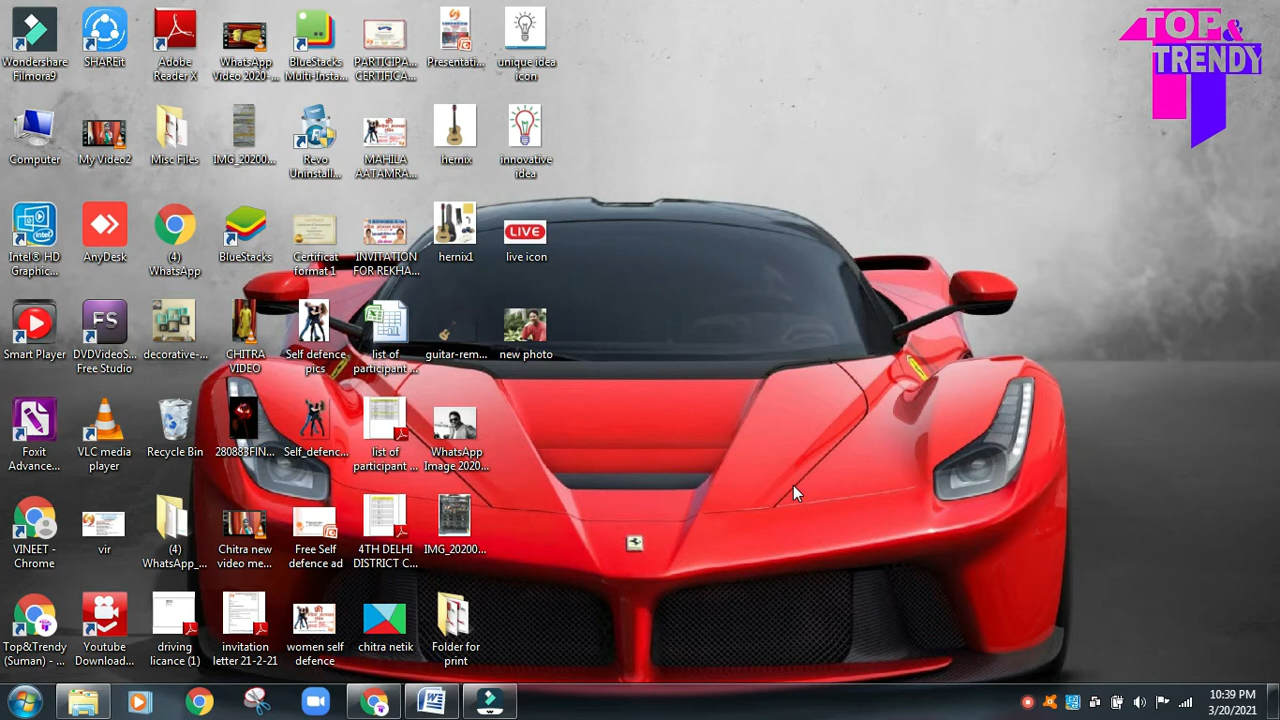 TOP&
TRENDY
Wondershare
Filmora9
SHAREit
Adobe
Reader X
WhatsApp
Video 2020-...
BlueStacks
Multi-Insta...
PARTICIPA...
CERTIFICA...
Presentati...
unique idea
icon
Computer
My Video2
Misc Files
IMG_20200...
Revo
Uninstall...
MAHILA
AATMARA...
hernix
innovative
idea
Intel® HD
Graphic...
AnyDesk
(4)
WhatsApp
BlueStacks
Certificat
format 1
INVITATION
FOR REKHA...
hernix1
LIVE
live icon
Smart Player
FS
DVDVideoS...
Free Studio
decorative-...
CHITRA
VIDEO
Self defence
pics
list of
participant ...
guitar-rem...
new photo
Foxit
Advance...
VLC media
player
Recycle Bin
280883FIN...
Self_defenc...
list of
participant ...
WhatsApp
Image 2020...
VINEET -
Chrome
vir
(4)
WhatsApp_...
Chitra new
video me...
Free Self
defence ad
4TH DELHI
DISTRICT C...
IMG_20200...
Top&Trendy
(Suman) - ...
Youtube
Download...
driving
licance (1)
invitation
letter 21-2-21
women self
defence
chitra netik
Folder for
print
10:39 PM
3/20/2021